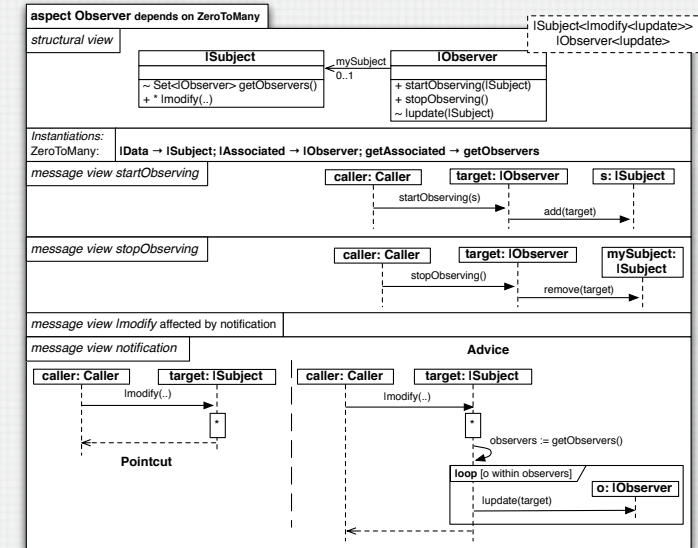 aspect Observer depends on ZeroToMany
|Subject<|modify<|update>>
|Observer<|update>
structural view
|Subject
~ Set<|Observer> getObservers()
+ * |modify(..)
mySubject
0..1
|Observer
+ startObserving(|Subject)
+ stopObserving()
~ |update(|Subject)
Instantiations:
ZeroToMany: |Data → |Subject; |Associated → |Observer; getAssociated → getObservers
message view startObserving
caller: Caller target: |Observer s: |Subject
startObserving(s)
add(target)
message view stopObserving
caller: Caller target: |Observer mySubject:
|Subject
stopObserving()
remove(target)
message view |modify affected by notification
message view notification
Advice
caller: Caller target: |Subject caller: Caller target: |Subject
|modify(..) |modify(..)
* *
observers := getObservers()
Pointcut
loop [o within observers]
o: |Observer
|update(target)